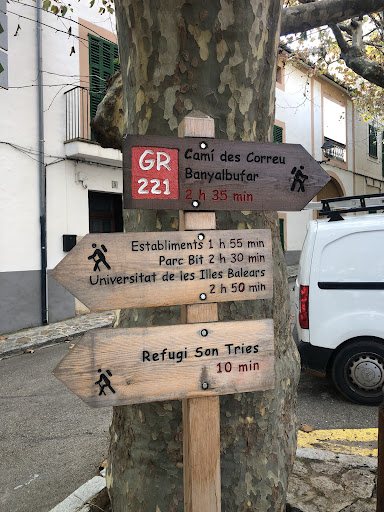 GR
221
Camí des Correu
Banyalbufar
2 h 35 min
Establiments 1 h 55 min
Parc Bit 2 h 30 min
Universitat de les Illes Balears
2 h 50 min
Refugi Son Tries
10 min